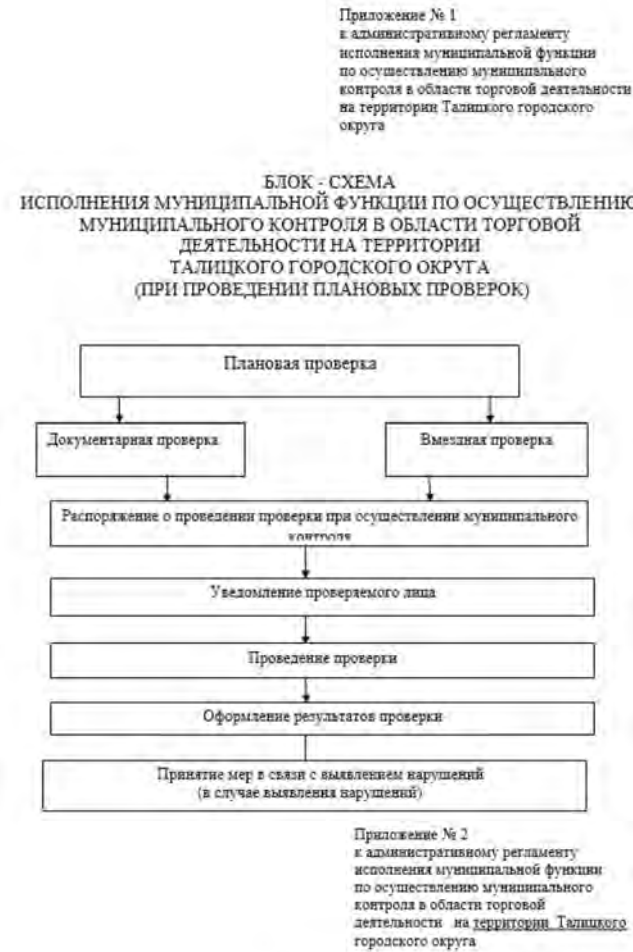 Приложение № 1
к административному регламенту
исполнения муниципальной функции
по осуществлению муниципального
контроля в области торговой деятельности
на территории Талицкого городского
округа
БЛОК - СХЕМА
ИСПОЛНЕНИЯ МУНИЦИПАЛЬНОЙ ФУНКЦИИ ПО ОСУЩЕСТВЛЕНИЮ
МУНИЦИПАЛЬНОГО КОНТРОЛЯ В ОБЛАСТИ ТОРГОВОЙ
ДЕЯТЕЛЬНОСТИ НА ТЕРРИТОРИИ
ТАЛИЦКОГО ГОРОДСКОГО ОКРУГА
(ПРИ ПРОВЕДЕНИИ ПЛАНОВЫХ ПРОВЕРОК)
Плановая проверка
Документарная проверка
Выездная проверка
Распоряжение о проведении проверки при осуществлении муниципального
контроля
Уведомление проверяемого лица
Проведение проверки
Оформление результатов проверки
Принятие мер в связи с выявлением нарушений
(в случае выявления нарушений)
Приложение № 2
к административному регламенту
исполнения муниципальной функции
по осуществлению муниципального
контроля в области торговой
деятельности на территории Талицкого
городского округа